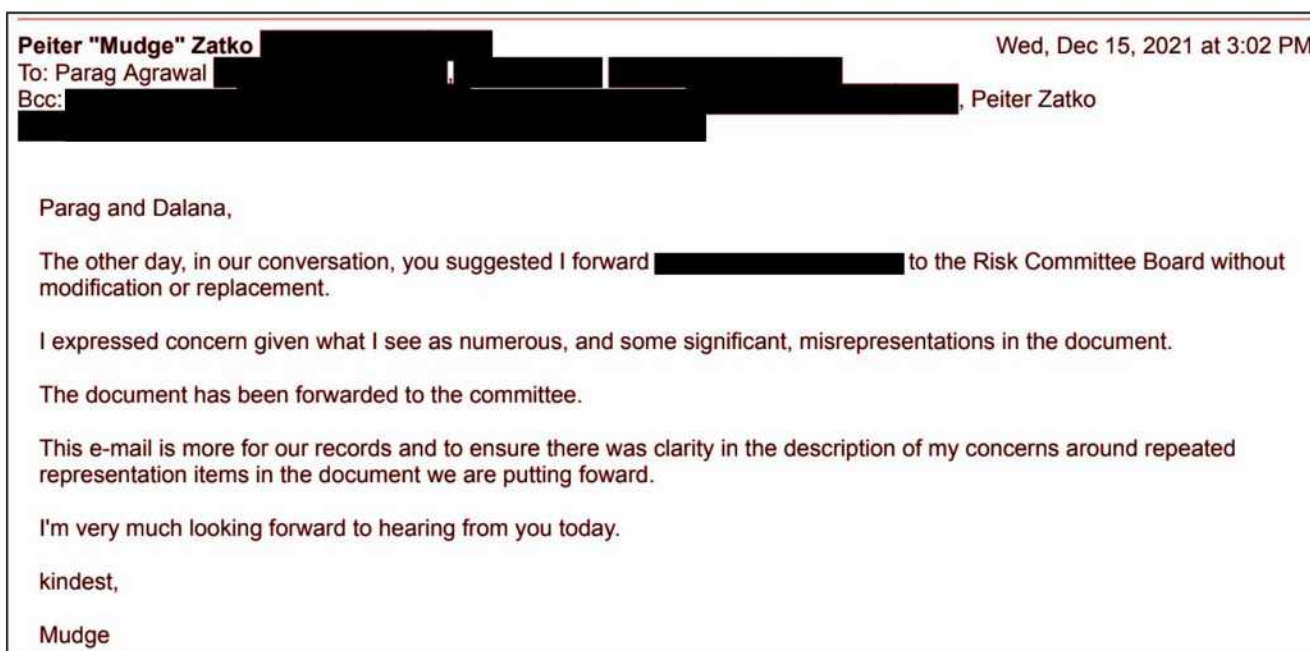 Peiter "Mudge" Zatko Wed, Dec 15, 2021 at 3:02 PM
To: Parag Agrawal , 
Bcc: , Peiter Zatko
Parag and Dalana,
The other day, in our conversation, you suggested I forward to the Risk Committee Board without
modification or replacement.
I expressed concern given what I see as numerous, and some significant, misrepresentations in the document.
The document has been forwarded to the committee.
This e-mail is more for our records and to ensure there was clarity in the description of my concerns around repeated
representation items in the document we are putting foward.
I'm very much looking forward to hearing from you today.
kindest,
Mudge